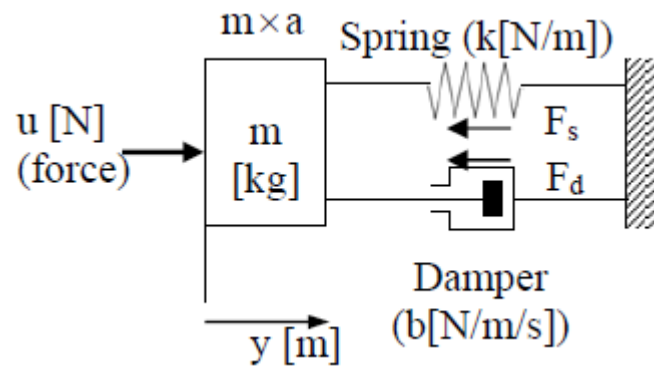 m×a
Spring (k[N/m])
u [N]
(force)
m
[kg]
Fs
Fd
Damper
(b[N/m/s])
y [m]